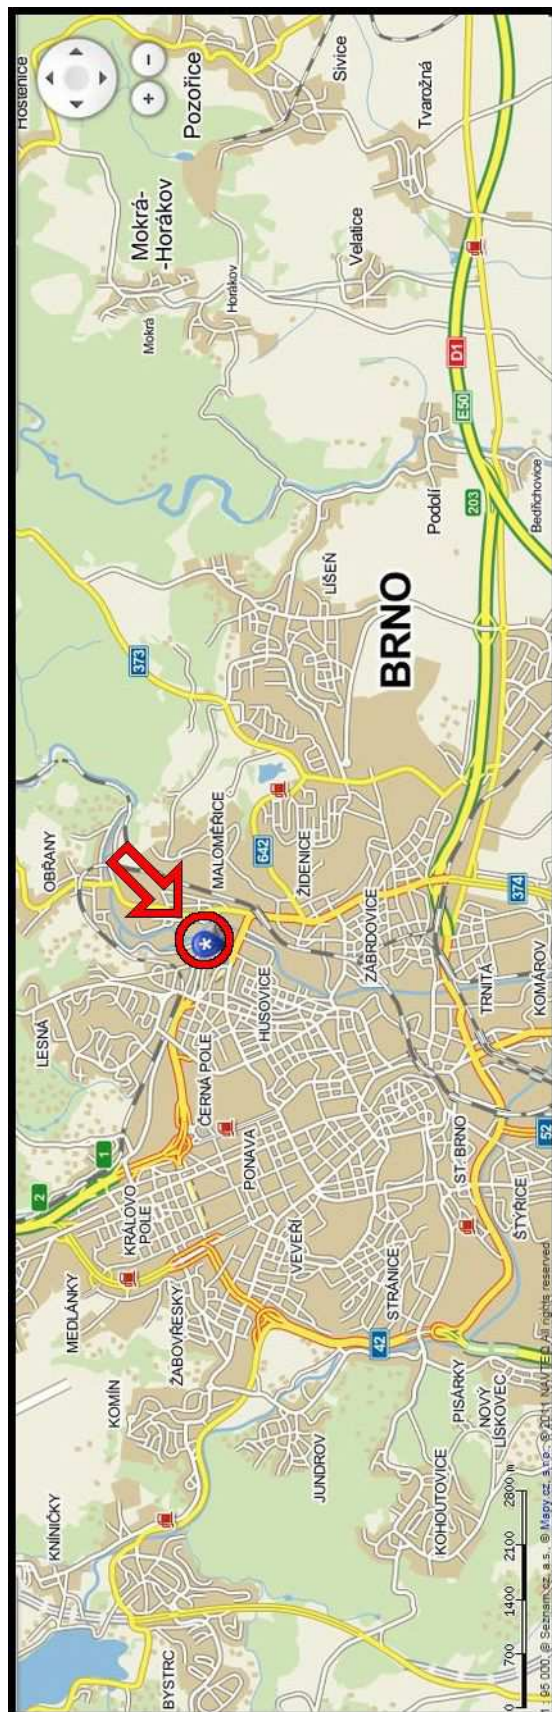 Hostěnice
Pozořice
Sivice
Tvarožná
Mokrá-
-Horákov
Mokrá
Horákov
Velatice
D1
E50
203
Podolí
Bedřichovice
LÍŠEŇ
BRNO
373
OBŘANY
MALOMĚŘICE
642
ŽIDENICE
374
LESNÁ
HUSOVICE
ZÁBRDOVICE
TRNITÁ
KOMÁROV
ČERNÁ POLE
PONAVA
ST. BRNO
52
ŠTÝŘICE
1
2
KRÁLOVO
POLE
MEDLÁNKY
ŽABOVŘESKY
VEVEŘÍ
STRÁNICE
42
PISÁRKY
NOVÝ
LÍSKOVEC
KOMÍN
JUNDROV
KOHOUTOVICE
KNÍNIČKY
BYSTRC
0 700 1400 2100 2800 m
1 : 95 000, © Seznam.cz, a.s., © Mapy.cz, s.r.o., © 2011 NAVTEQ All rights reserved